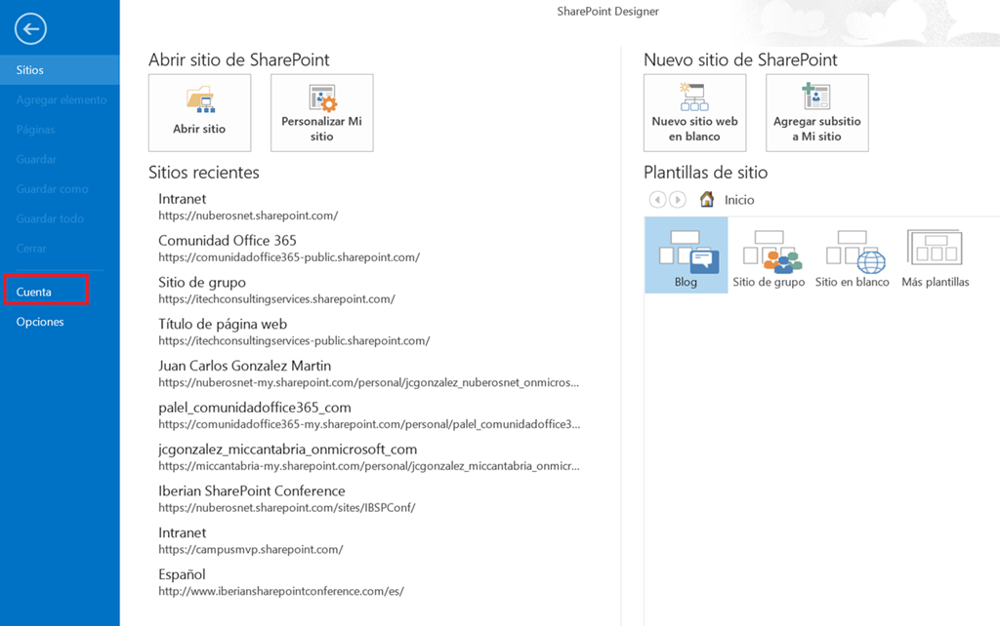 SharePoint Designer
Sitios
Agregar elemento
Páginas
Guardar
Guardar como
Guardar todo
Cerrar
Cuenta
Opciones
Abrir sitio de SharePoint
Abrir sitio
Personalizar Mi
sitio
Sitios recientes
Intranet
https://nuberosnet.sharepoint.com/
Comunidad Office 365
https://comunidadoffice365-public.sharepoint.com/
Sitio de grupo
https://itechconsultingservices.sharepoint.com/
Título de página web
https://itechconsultingservices-public.sharepoint.com/
Juan Carlos Gonzalez Martin
https://nuberosnet-my.sharepoint.com/personal/jcgonzalez_nuberosnet_onmicros...
palel_comunidadoffice365_com
https://comunidadoffice365-my.sharepoint.com/personal/palel_comunidadoffice3...
jcgonzalez_miccantabria_onmicrosoft_com
https://miccantabria-my.sharepoint.com/personal/jcgonzalez_miccantabria_onmicr...
Iberian SharePoint Conference
https://nuberosnet.sharepoint.com/sites/IBSPConf/
Intranet
https://campusmvp.sharepoint.com/
Español
http://www.iberiansharepointconference.com/es/
Nuevo sitio de SharePoint
Nuevo sitio web
en blanco
Agregar subsitio
a Mi sitio
Plantillas de sitio
Inicio
Blog
Sitio de grupo
Sitio en blanco
Más plantillas